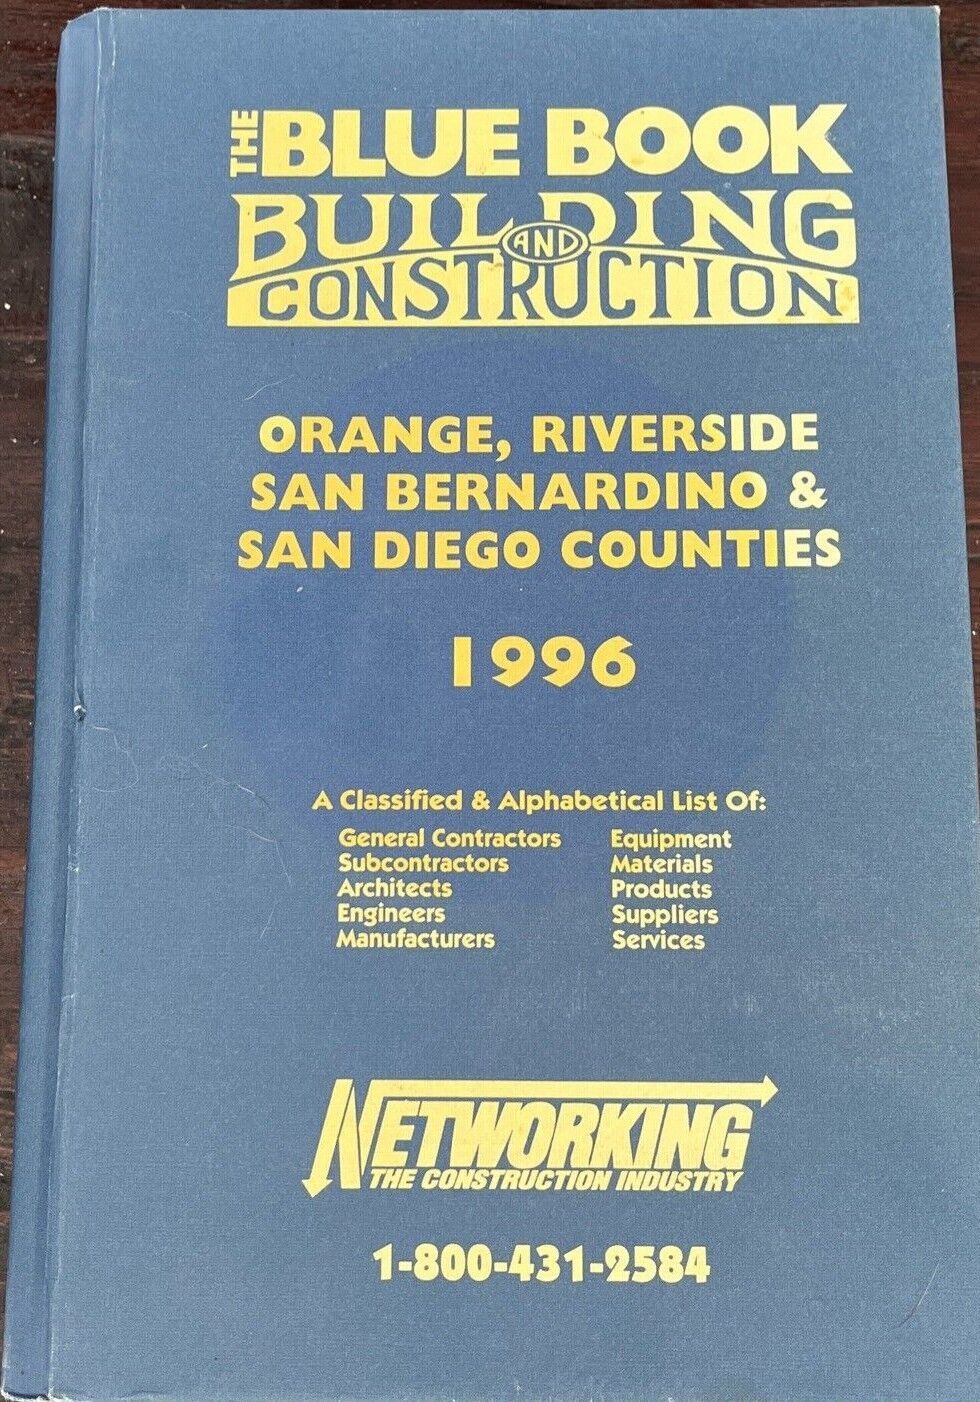 THE BLUE BOOK
BUILDING
AND
CONSTRUCTION
ORANGE, RIVERSIDE
SAN BERNARDINO &
SAN DIEGO COUNTIES
1996
A Classified & Alphabetical List Of:
General Contractors
Subcontractors
Architects
Engineers
Manufacturers
Equipment
Materials
Products
Suppliers
Services
NETWORKING
THE CONSTRUCTION INDUSTRY
1-800-431-2584